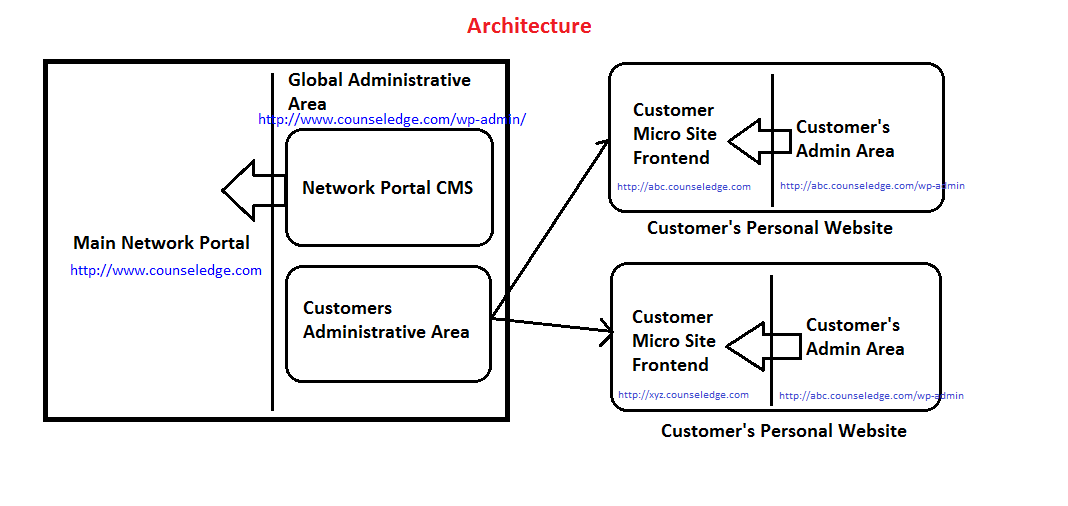 Architecture
Global Administrative
Area
http://www.counseledge.com/wp-admin/
Network Portal CMS
Main Network Portal
http://www.counseledge.com
Customers
Administrative Area
Customer
Micro Site
Frontend
http://abc.counseledge.com
Customer's
Admin Area
http://abc.counseledge.com/wp-admin
Customer's Personal Website
Customer
Micro Site
Frontend
http://xyz.counseledge.com
Customer's
Admin Area
http://abc.counseledge.com/wp-admin
Customer's Personal Website